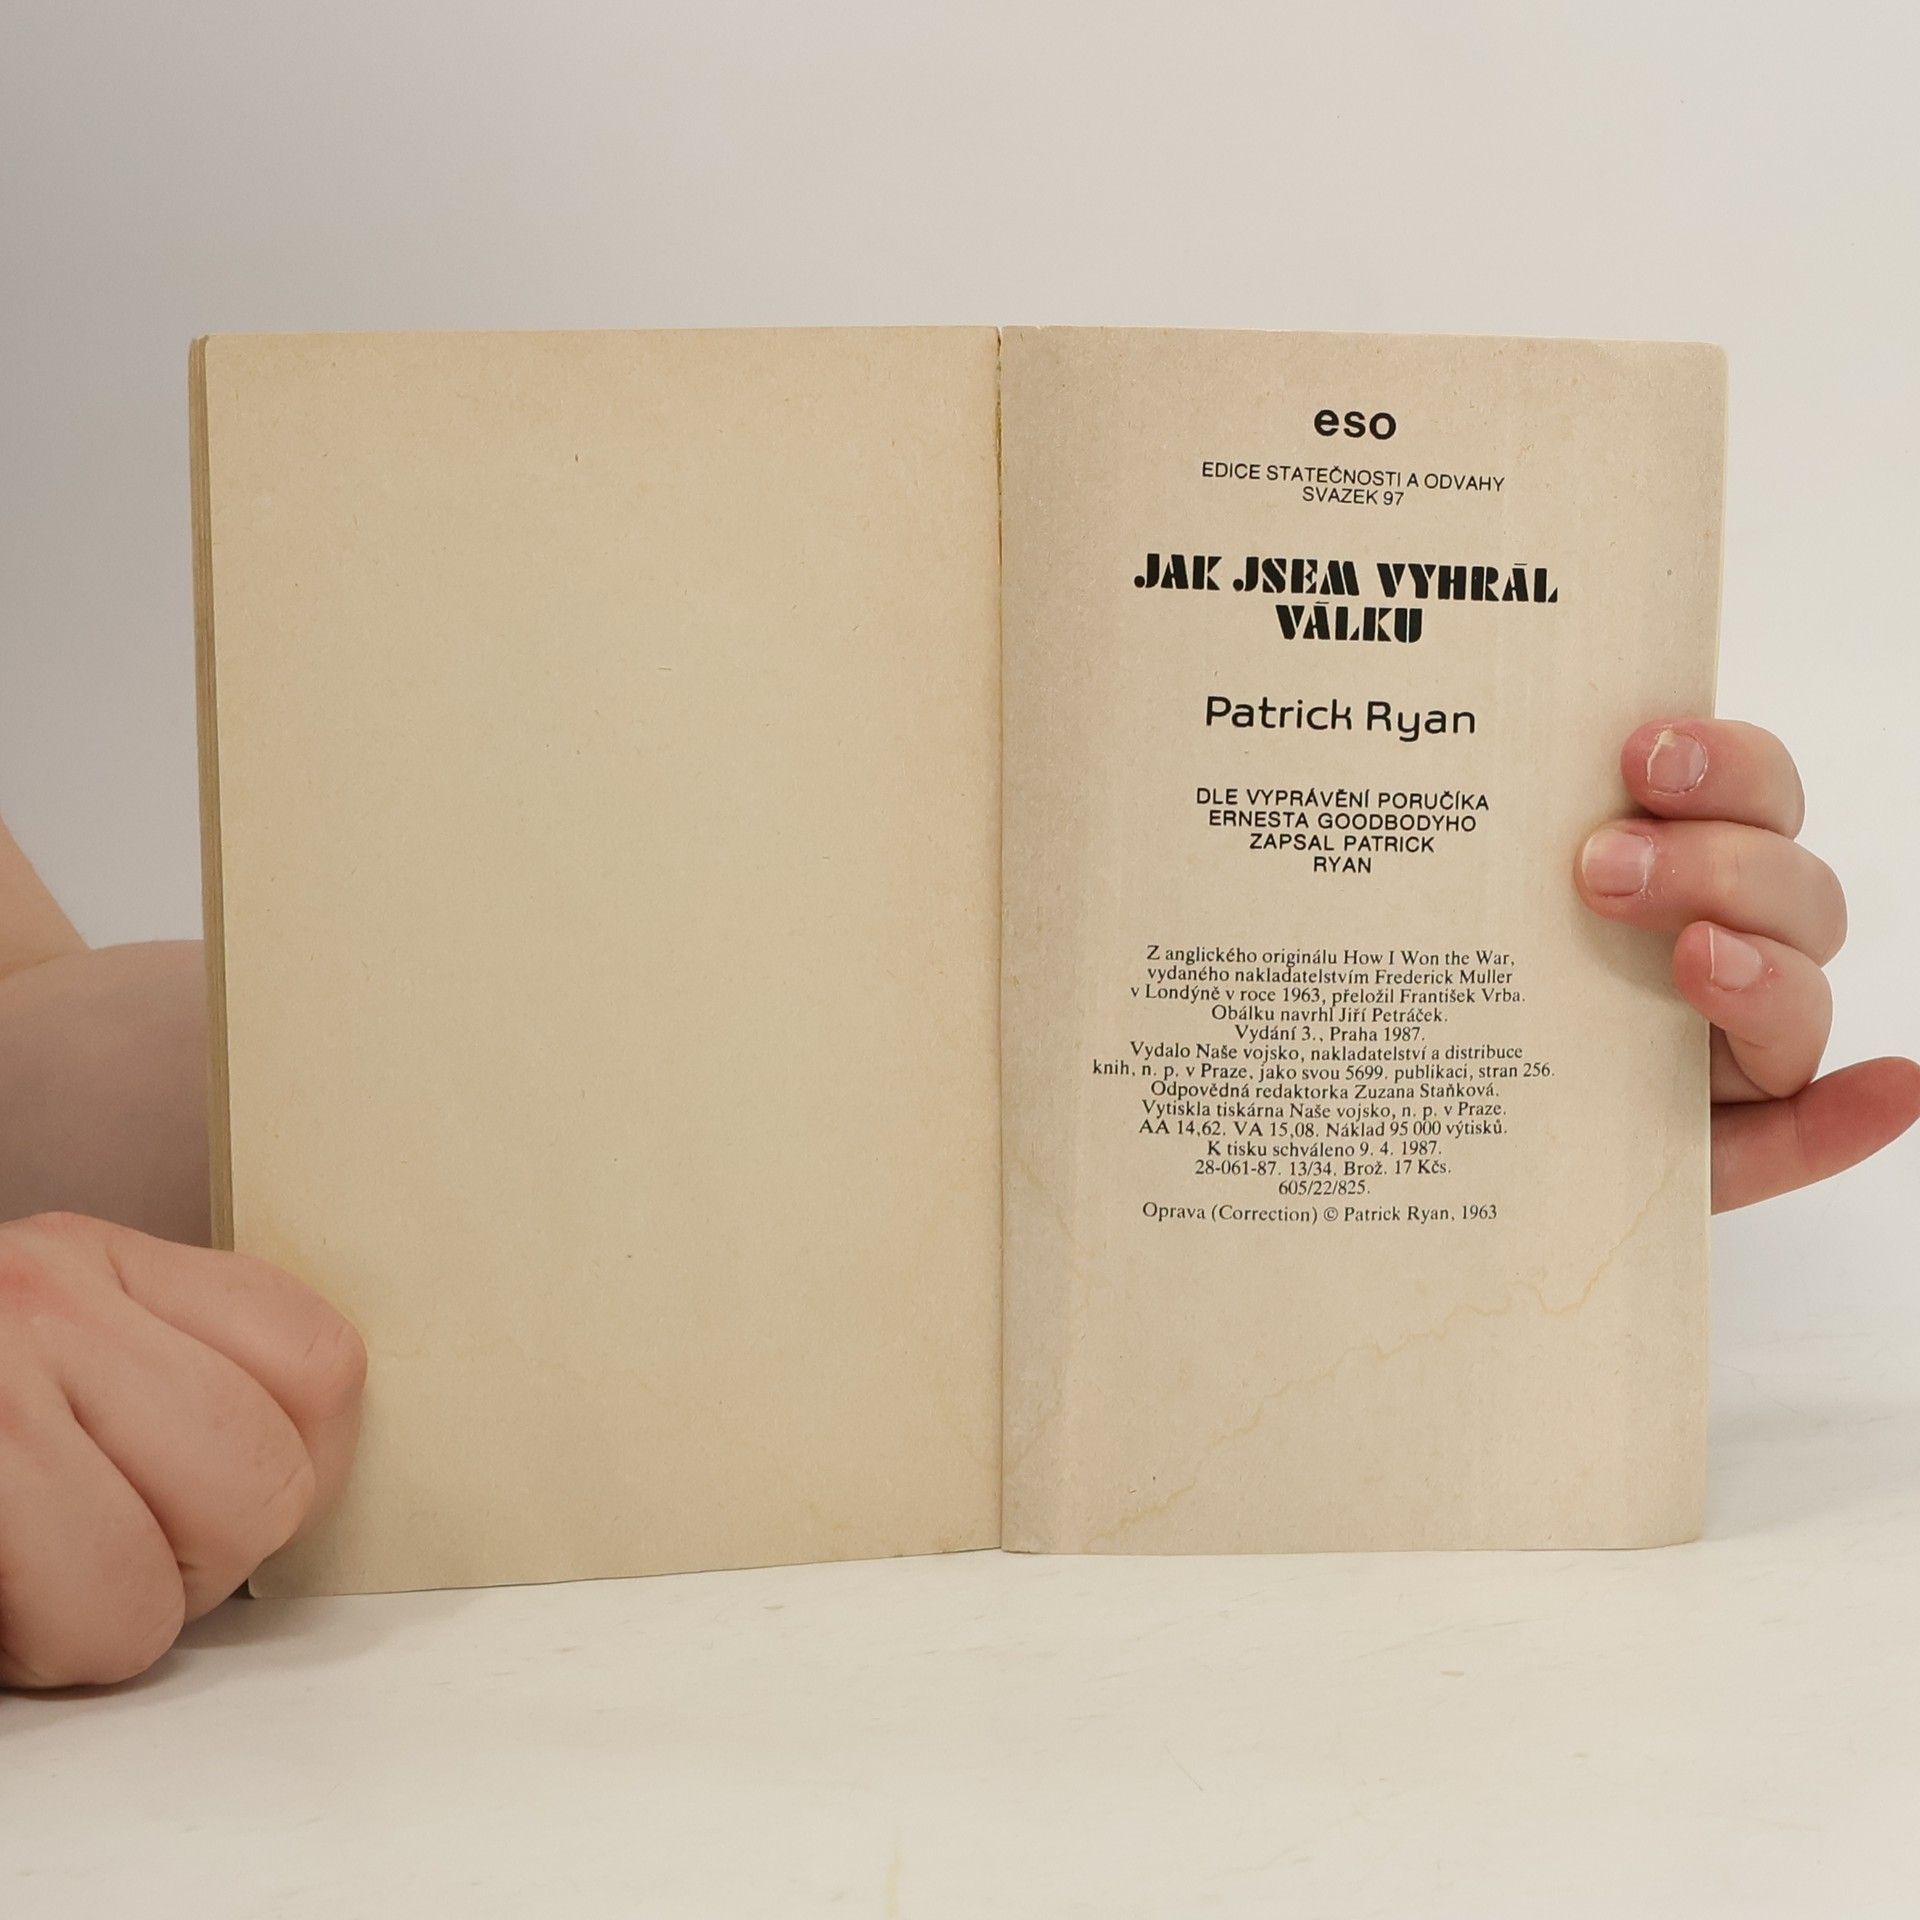 eso
EDICE STATEČNOSTI A ODVAHY
SVAZEK 97
JAK JSEM VYHRÁL
VÁLKU
Patrick Ryan
DLE VYPRÁVĚNÍ PORUČÍKA
ERNESTA GOODBODYHO
ZAPSAL PATRICK
RYAN
Z anglického originálu How I Won the War,
vydaného nakladatelstvím Frederick Muller
v Londýně v roce 1963, přeložil František Vrba.
Obálku navrhl Jiří Petráček.
Vydání 3., Praha 1987.
Vydalo Naše vojsko, nakladatelství a distribuce
knih, n. p. v Praze, jako svou 5699. publikaci, stran 256.
Odpovědná redaktorka Zuzana Staňková.
Vytiskla tiskárna Naše vojsko, n. p. v Praze.
AA 14,62. VA 15,08. Náklad 95 000 výtisků.
K tisku schváleno 9. 4. 1987.
28-061-87. 13/34. Brož. 17 Kčs.
605/22/825.
Oprava (Correction) © Patrick Ryan, 1963